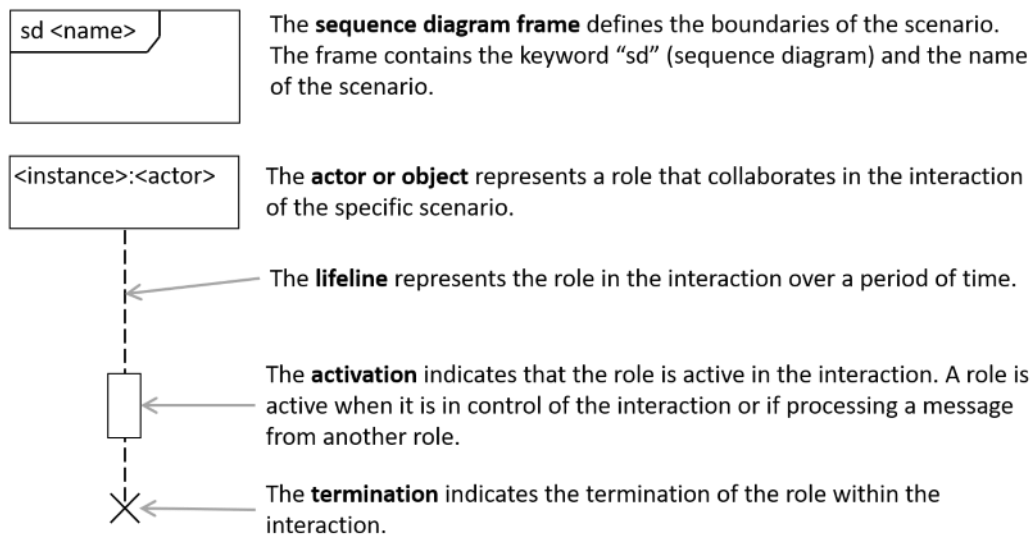 sd <name>
The sequence diagram frame defines the boundaries of the scenario.
The frame contains the keyword “sd” (sequence diagram) and the name
of the scenario.
<instance>:<actor>
The actor or object represents a role that collaborates in the interaction
of the specific scenario.
The lifeline represents the role in the interaction over a period of time.
The activation indicates that the role is active in the interaction. A role is
active when it is in control of the interaction or if processing a message
from another role.
The termination indicates the termination of the role within the
interaction.